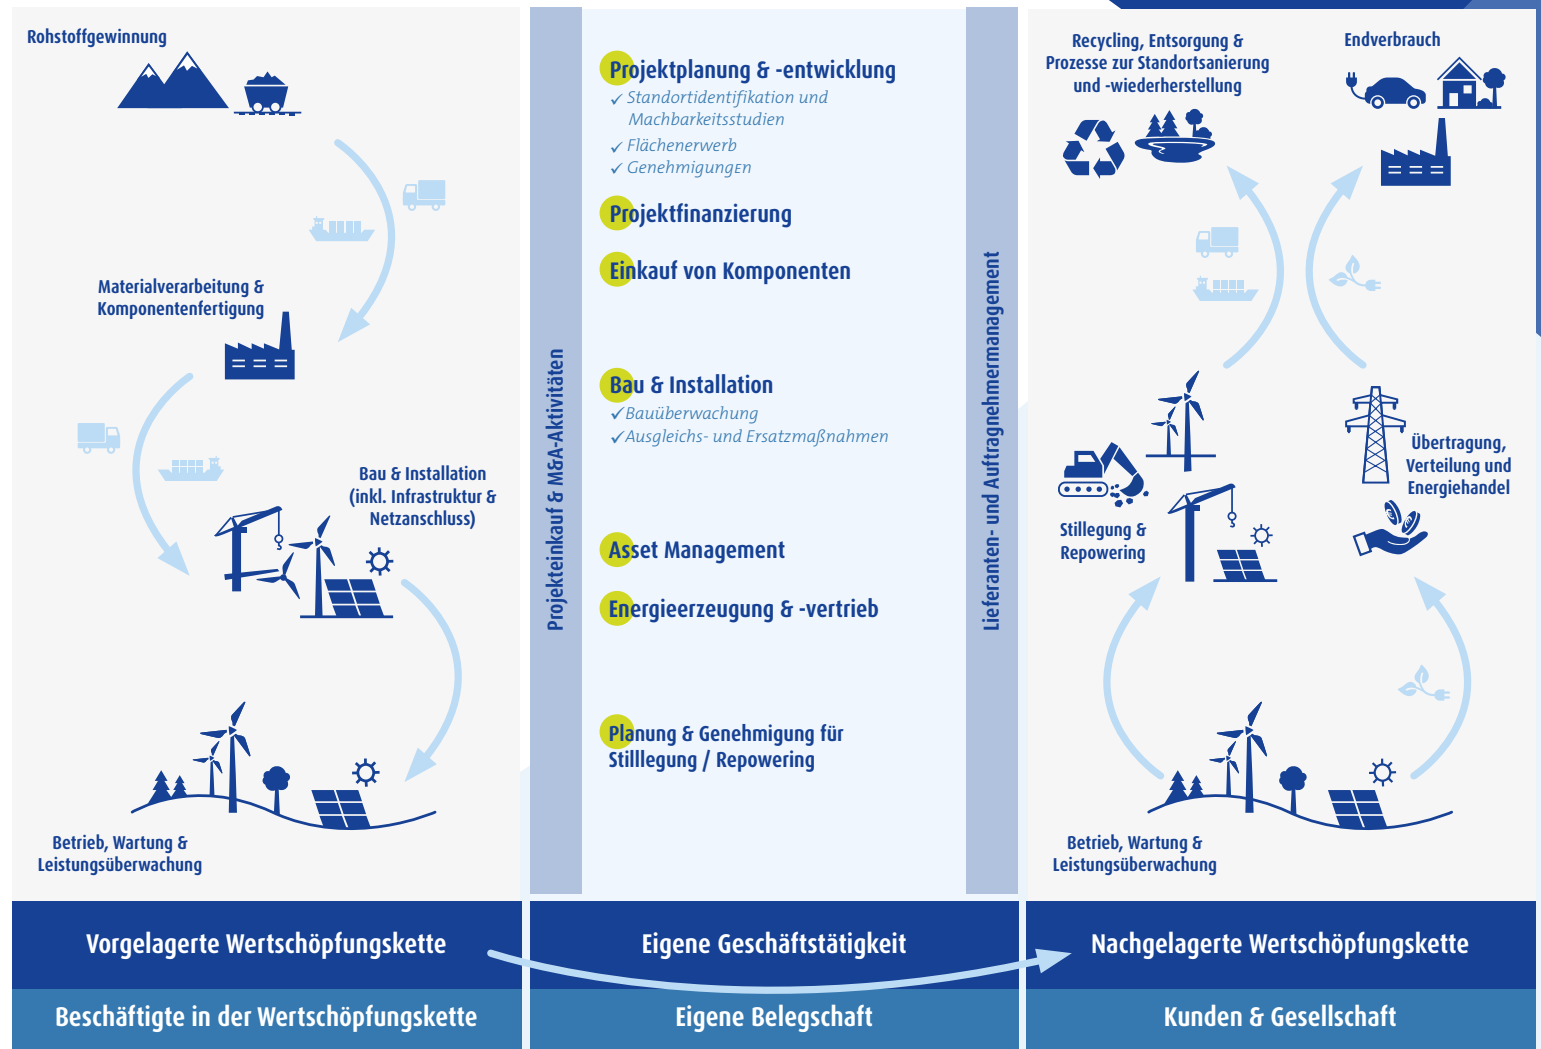 Rohstoffgewinnung
Materialverarbeitung &
Komponentenfertigung
Bau & Installation
(inkl. Infrastruktur &
Netzanschluss)
Betrieb, Wartung &
Leistungsüberwachung
Projekteinkauf & M&A-Aktivitäten
Projektplanung & -entwicklung
✓ Standortidentifikation und
Machbarkeitsstudien
✓ Flächenerwerb
✓ Genehmigungen
Projektfinanzierung
Einkauf von Komponenten
Bau & Installation
✓ Bauüberwachung
✓ Ausgleichs- und Ersatzmaßnahmen
Asset Management
Energieerzeugung & -vertrieb
Planung & Genehmigung für
Stilllegung / Repowering
Lieferanten- und Auftragnehmermanagement
Recycling, Entsorgung &
Prozesse zur Standortsanierung
und -wiederherstellung
Endverbrauch
Stillegung &
Repowering
Übertragung,
Verteilung und
Energiehandel
Betrieb, Wartung &
Leistungsüberwachung
Vorgelagerte Wertschöpfungskette
Eigene Geschäftstätigkeit
Nachgelagerte Wertschöpfungskette
Beschäftigte in der Wertschöpfungskette
Eigene Belegschaft
Kunden & Gesellschaft